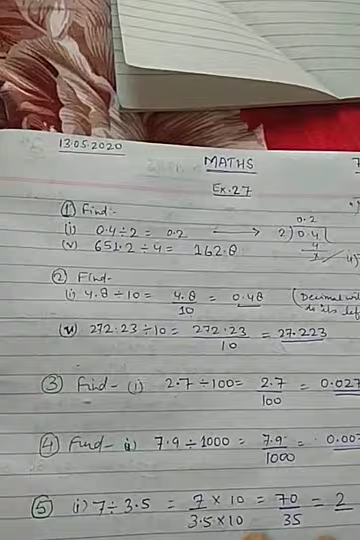 13.05.2020
MATHS
Ex.27
① Find:-
(i) 0.4÷2 = 0.2 → 2)0.4(
0.2
4
(v) 651.2÷4= 162.8
② Find-
(i) 4.8÷10 = 4.8/10 = 0.48 (Decimal
(v) 272.23÷10 = 272.23/10 = 27.223
③ Find- (i) 2.7÷100= 2.7/100 = 0.027
④ Find- (i) 7.9÷1000= 7.9/1000 = 0.00
⑤ (i) 7÷3.5 = 7×10/3.5×10 = 70/35 = 2